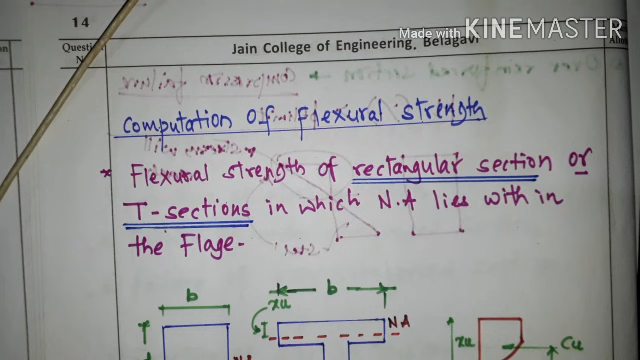 Made with KINEMASTER
14
Question
Jain College of Engineering, Belagavi
Computation Of Flexural strength
* Flexural strength of rectangular section or
T-sections in which N.A lies with in
the Flage-
b
b
xu
I
NA
xu
Cu